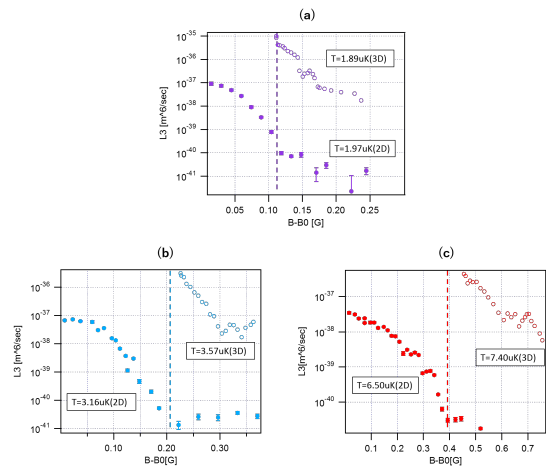 (a)
10^-35
10^-36
10^-37
10^-38
10^-39
10^-40
10^-41
L3 [m^6/sec]
T=1.89uK(3D)
T=1.97uK(2D)
0.05 0.10 0.15 0.20 0.25
B-B0 [G]
(b)
10^-36
10^-37
10^-38
10^-39
10^-40
10^-41
L3 [m^6/sec]
T=3.57uK(3D)
T=3.16uK(2D)
0.00 0.10 0.20 0.30
B-B0[G]
(c)
10^-37
10^-38
10^-39
10^-40
L3[m^6/sec]
T=7.40uK(3D)
T=6.50uK(2D)
0.1 0.2 0.3 0.4 0.5 0.6 0.7
B-B0[G]